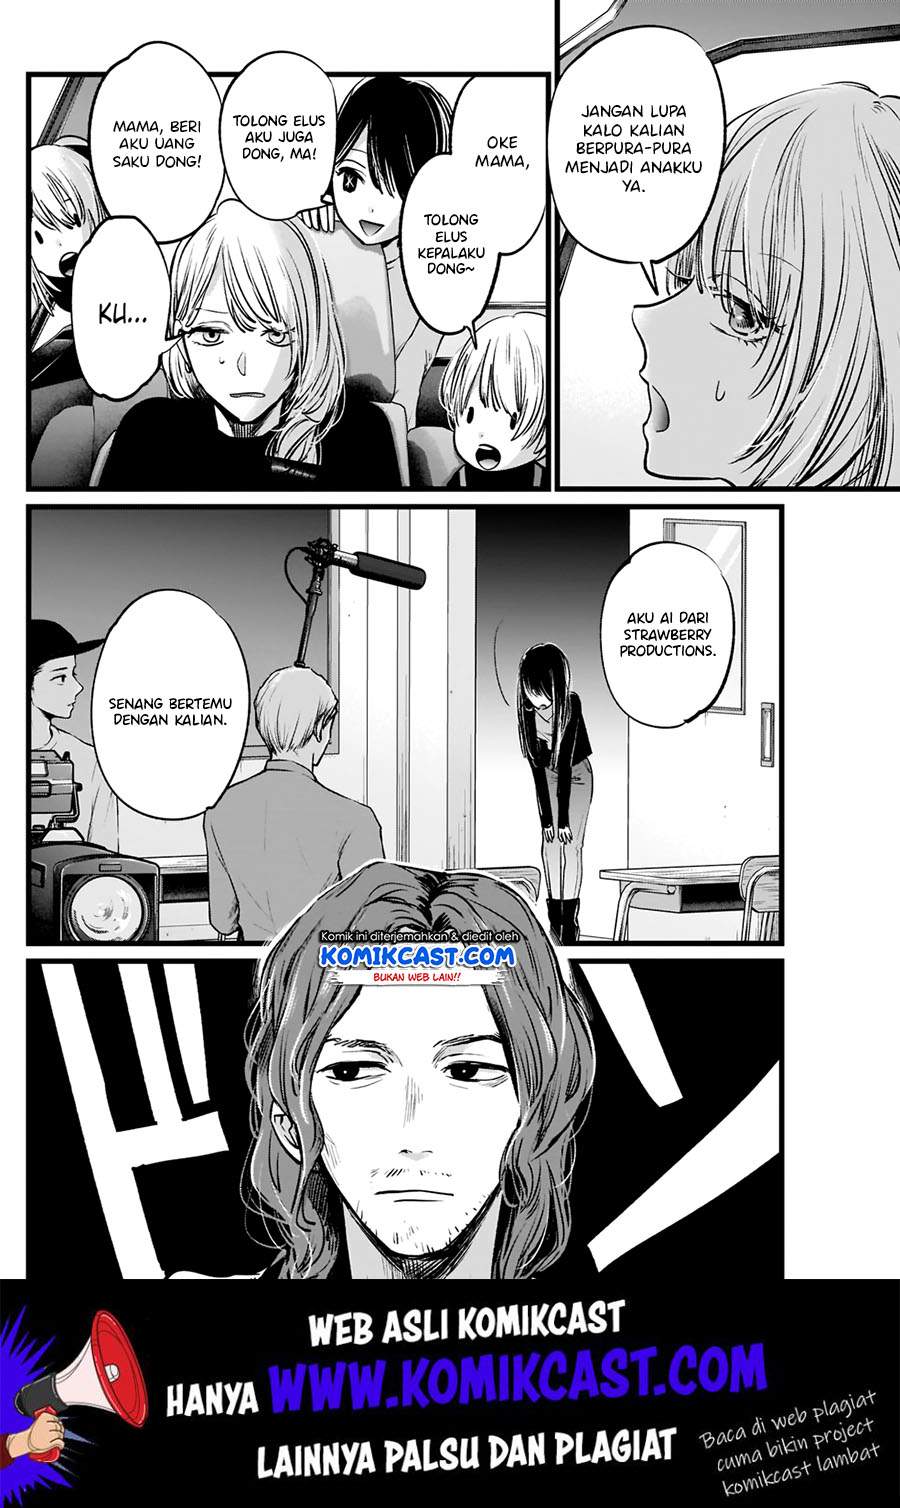 JANGAN LUPA
KALO KALIAN
BERPURA-PURA
MENJADI ANAKKU
YA.
OKE
MAMA,
TOLONG
ELUS
KEPALAKU
DONG~
TOLONG ELUS
AKU JUGA
DONG, MA!
MAMA, BERI
AKU UANG
SAKU DONG!
KU...
AKU AI DARI
STRAWBERRY
PRODUCTIONS.
SENANG BERTEMU
DENGAN KALIAN.
Komik ini diterjemahkan & diedit oleh
KOMIKCAST.COM
BUKAN WEB LAIN!!
ドン
WEB ASLI KOMIKCAST
HANYA WWW.KOMIKCAST.COM
LAINNYA PALSU DAN PLAGIAT
Baca di web plagiat
cuma bikin project
komikcast lambat